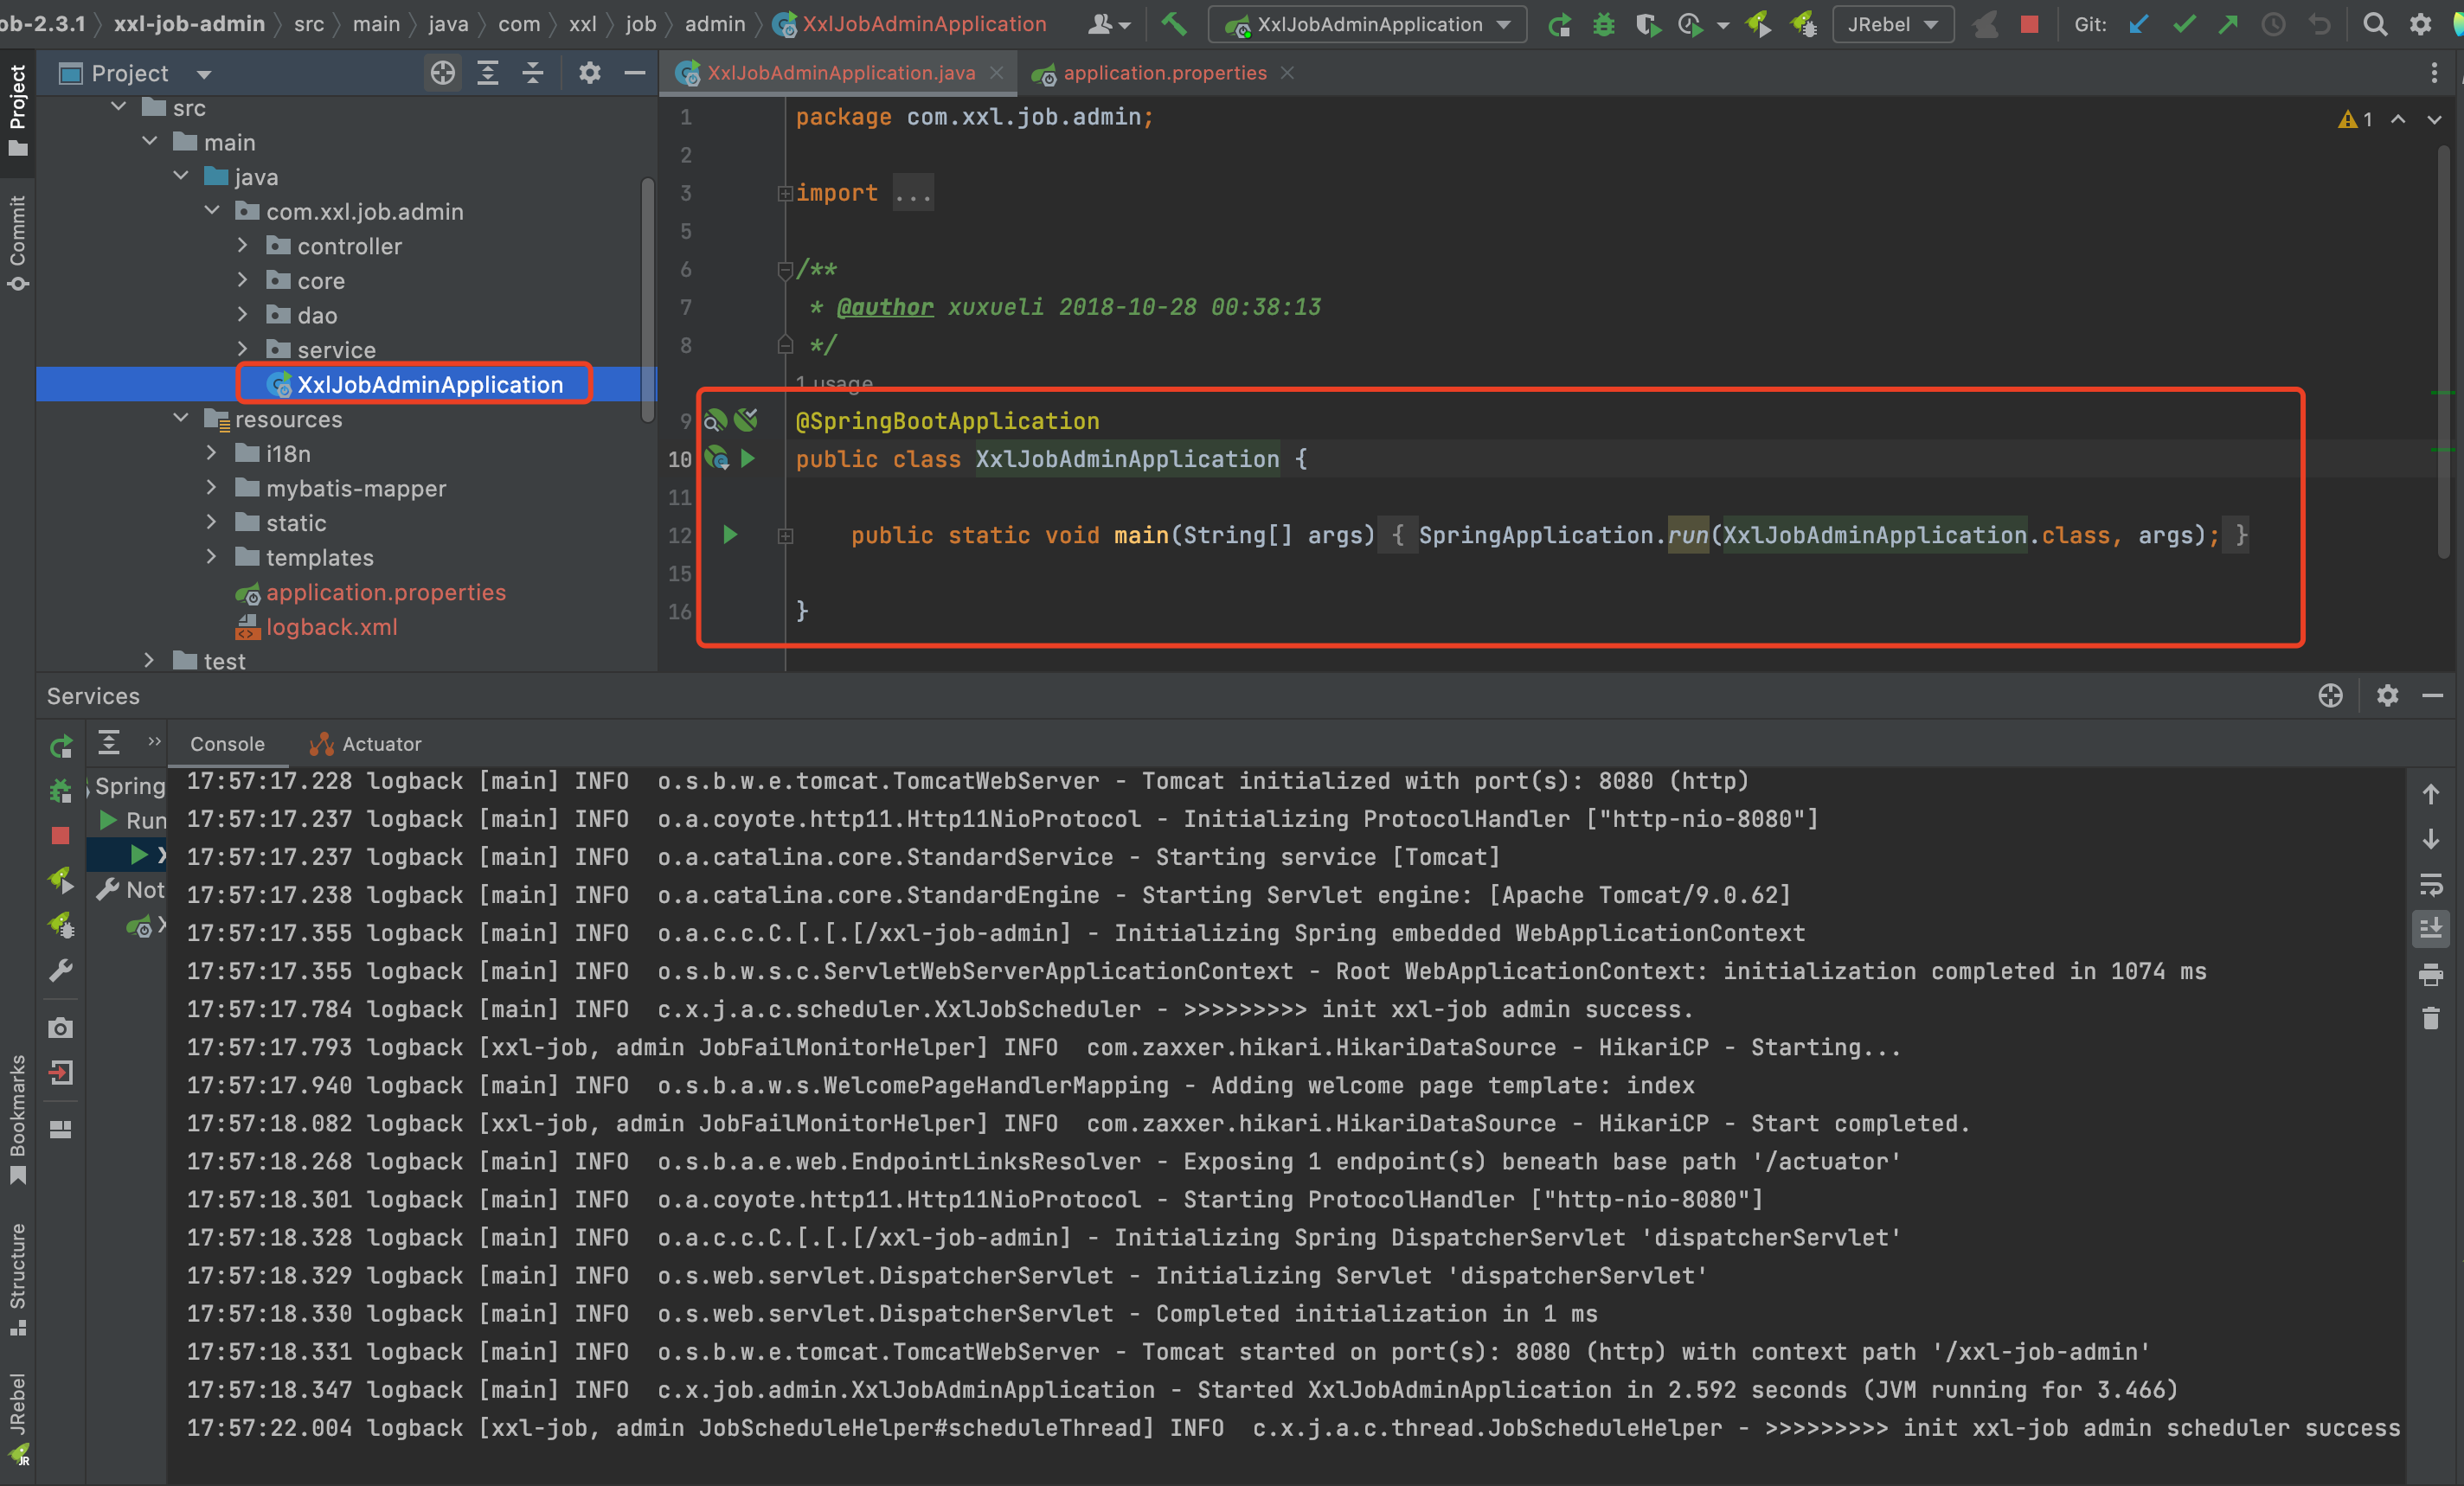 ob-2.3.1 xxl-job-admin src main java com xxl job admin XxlJobAdminApplication XxlJobAdminApplication JRebel Git:
Project
XxlJobAdminApplication.java application.properties
Project
Commit
Bookmarks
Structure
JRebel
src
main
java
com.xxl.job.admin
controller
core
dao
service
XxlJobAdminApplication
resources
i18n
mybatis-mapper
static
templates
application.properties
logback.xml
test
1 package com.xxl.job.admin;
1
2
3 import ...
5
6 /**
7 * @author xuxueli 2018-10-28 00:38:13
8 */
1 usage
9 @SpringBootApplication
10 public class XxlJobAdminApplication {
11
12 public static void main(String[] args) { SpringApplication.run(XxlJobAdminApplication.class, args); }
15
16 }
Services
Console Actuator
Spring
Run
X
Not
X
17:57:17.228 logback [main] INFO o.s.b.w.e.tomcat.TomcatWebServer - Tomcat initialized with port(s): 8080 (http)
17:57:17.237 logback [main] INFO o.a.coyote.http11.Http11NioProtocol - Initializing ProtocolHandler ["http-nio-8080"]
17:57:17.237 logback [main] INFO o.a.catalina.core.StandardService - Starting service [Tomcat]
17:57:17.238 logback [main] INFO o.a.catalina.core.StandardEngine - Starting Servlet engine: [Apache Tomcat/9.0.62]
17:57:17.355 logback [main] INFO o.a.c.c.C.[.[.[/xxl-job-admin] - Initializing Spring embedded WebApplicationContext
17:57:17.355 logback [main] INFO o.s.b.w.s.c.ServletWebServerApplicationContext - Root WebApplicationContext: initialization completed in 1074 ms
17:57:17.784 logback [main] INFO c.x.j.a.c.scheduler.XxlJobScheduler - >>>>>>>>> init xxl-job admin success.
17:57:17.793 logback [xxl-job, admin JobFailMonitorHelper] INFO com.zaxxer.hikari.HikariDataSource - HikariCP - Starting...
17:57:17.940 logback [main] INFO o.s.b.a.w.s.WelcomePageHandlerMapping - Adding welcome page template: index
17:57:18.082 logback [xxl-job, admin JobFailMonitorHelper] INFO com.zaxxer.hikari.HikariDataSource - HikariCP - Start completed.
17:57:18.268 logback [main] INFO o.s.b.a.e.web.EndpointLinksResolver - Exposing 1 endpoint(s) beneath base path '/actuator'
17:57:18.301 logback [main] INFO o.a.coyote.http11.Http11NioProtocol - Starting ProtocolHandler ["http-nio-8080"]
17:57:18.328 logback [main] INFO o.a.c.c.C.[.[.[/xxl-job-admin] - Initializing Spring DispatcherServlet 'dispatcherServlet'
17:57:18.329 logback [main] INFO o.s.web.servlet.DispatcherServlet - Initializing Servlet 'dispatcherServlet'
17:57:18.330 logback [main] INFO o.s.web.servlet.DispatcherServlet - Completed initialization in 1 ms
17:57:18.331 logback [main] INFO o.s.b.w.e.tomcat.TomcatWebServer - Tomcat started on port(s): 8080 (http) with context path '/xxl-job-admin'
17:57:18.347 logback [main] INFO c.x.job.admin.XxlJobAdminApplication - Started XxlJobAdminApplication in 2.592 seconds (JVM running for 3.466)
17:57:22.004 logback [xxl-job, admin JobScheduleHelper#scheduleThread] INFO c.x.j.a.c.thread.JobScheduleHelper - >>>>>>>>> init xxl-job admin scheduler success